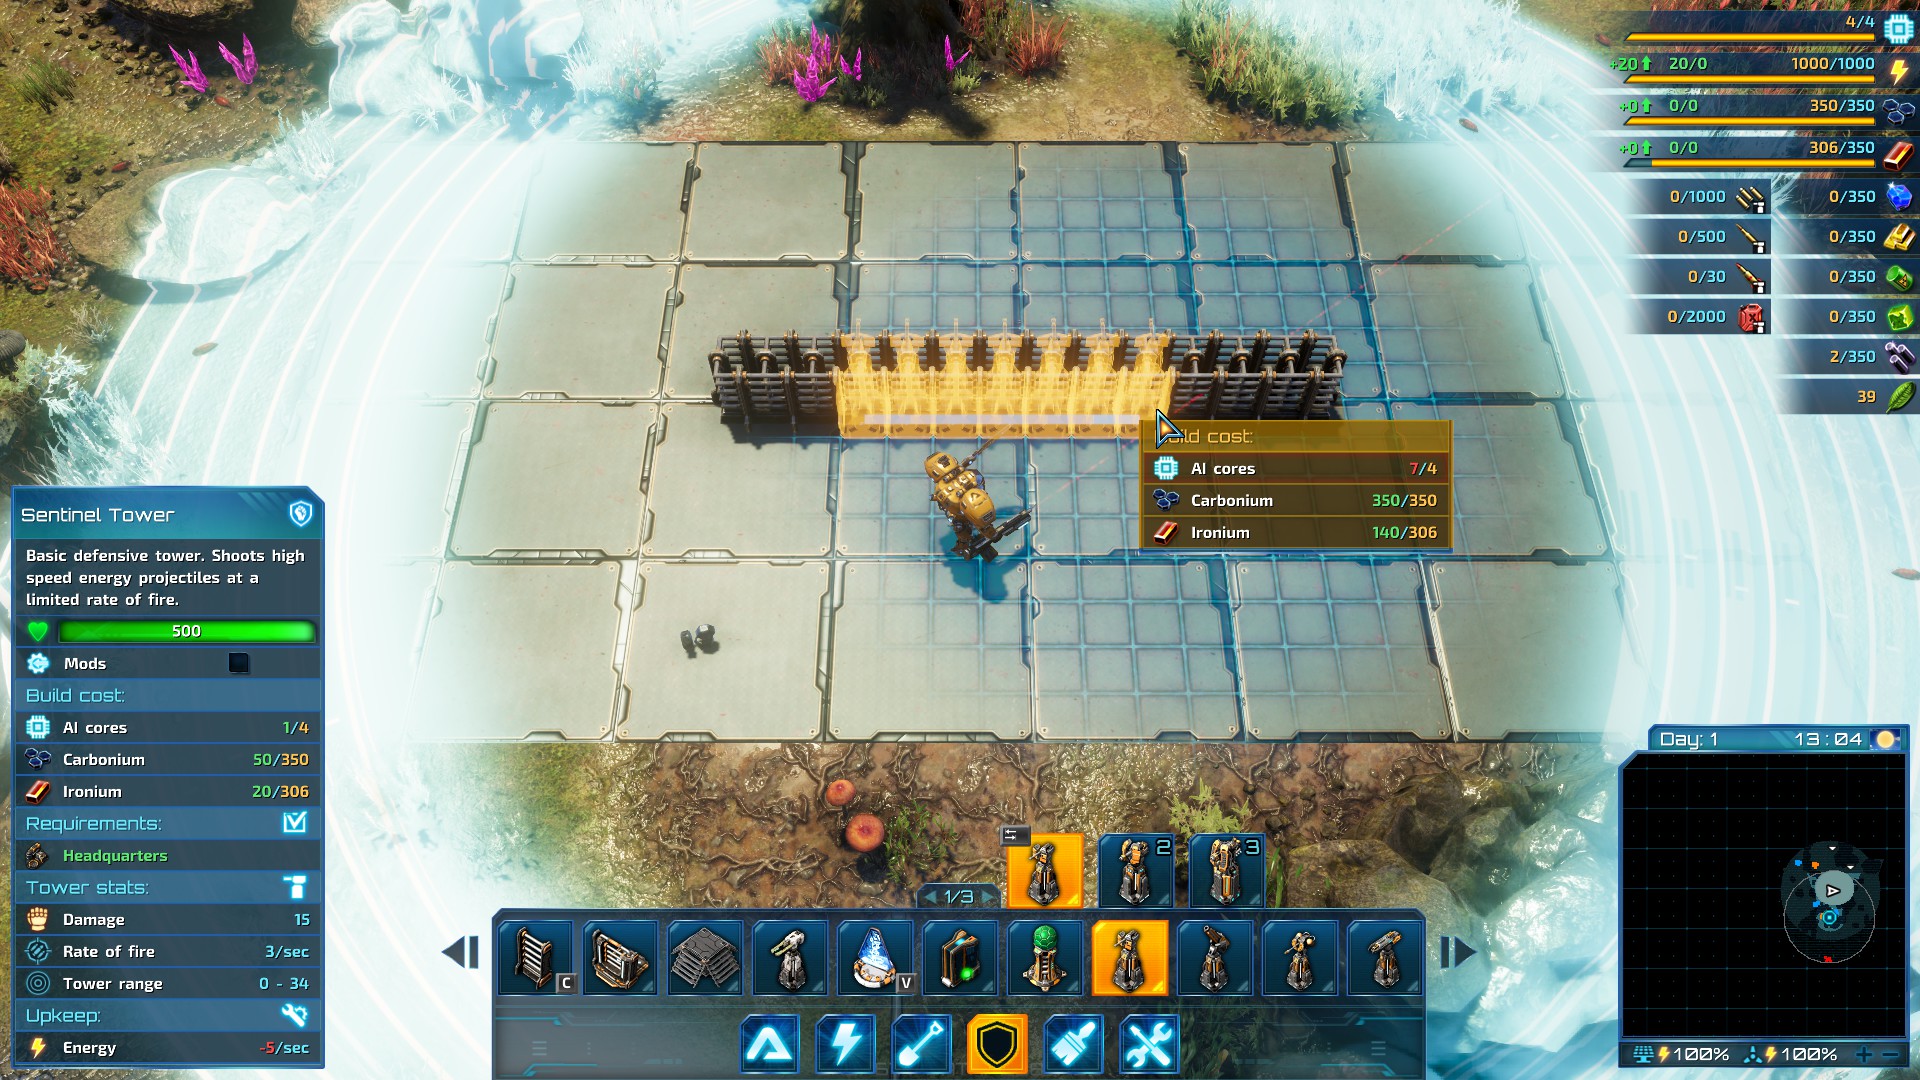 4/4
+20 20/0 1000/1000
+0 0/0 350/350
+0 0/0 306/350
0/1000 0/350
0/500 0/350
0/30 0/350
0/2000 0/350
2/350
39
Build cost:
AI cores 7/4
Carbonium 350/350
Ironium 140/306
Sentinel Tower
Basic defensive tower. Shoots high
speed energy projectiles at a
limited rate of fire.
500
Mods
Build cost:
AI cores 1/4
Carbonium 50/350
Ironium 20/306
Requirements:
Headquarters
Tower stats:
Damage 15
Rate of fire 3/sec
Tower range 0 - 34
Upkeep:
Energy -5/sec
Day: 1 13:04
2 3
1/3
C V
100% 100%